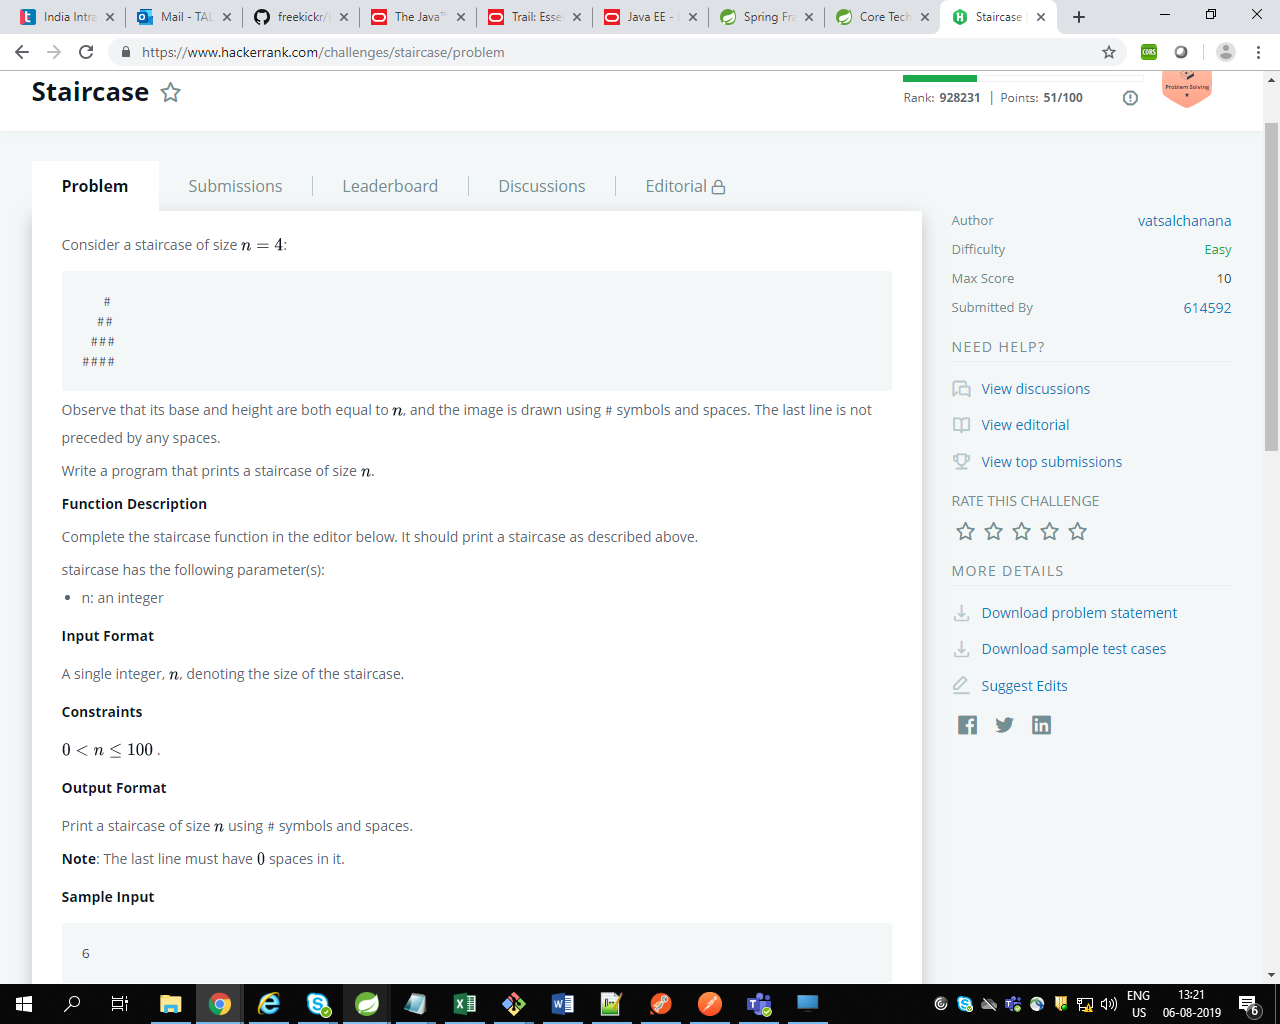 India Intra
Mail - TAL
freekickr/
The Java™
Trail: Esse
Java EE -
Spring Fra
Core Tech
Staircase
https://www.hackerrank.com/challenges/staircase/problem
CORS
Staircase
Rank: 928231 | Points: 51/100
Problem Solving
Problem
Submissions
Leaderboard
Discussions
Editorial
Consider a staircase of size n = 4:
#
##
###
####
Observe that its base and height are both equal to n, and the image is drawn using # symbols and spaces. The last line is not
preceded by any spaces.
Write a program that prints a staircase of size n.
Function Description
Complete the staircase function in the editor below. It should print a staircase as described above.
staircase has the following parameter(s):
• n: an integer
Input Format
A single integer, n, denoting the size of the staircase.
Constraints
0 < n ≤ 100 .
Output Format
Print a staircase of size n using # symbols and spaces.
Note: The last line must have 0 spaces in it.
Sample Input
6
Author vatsalchanana
Difficulty Easy
Max Score 10
Submitted By 614592
NEED HELP?
View discussions
View editorial
View top submissions
RATE THIS CHALLENGE
MORE DETAILS
Download problem statement
Download sample test cases
Suggest Edits
ENG
US
13:21
06-08-2019
6